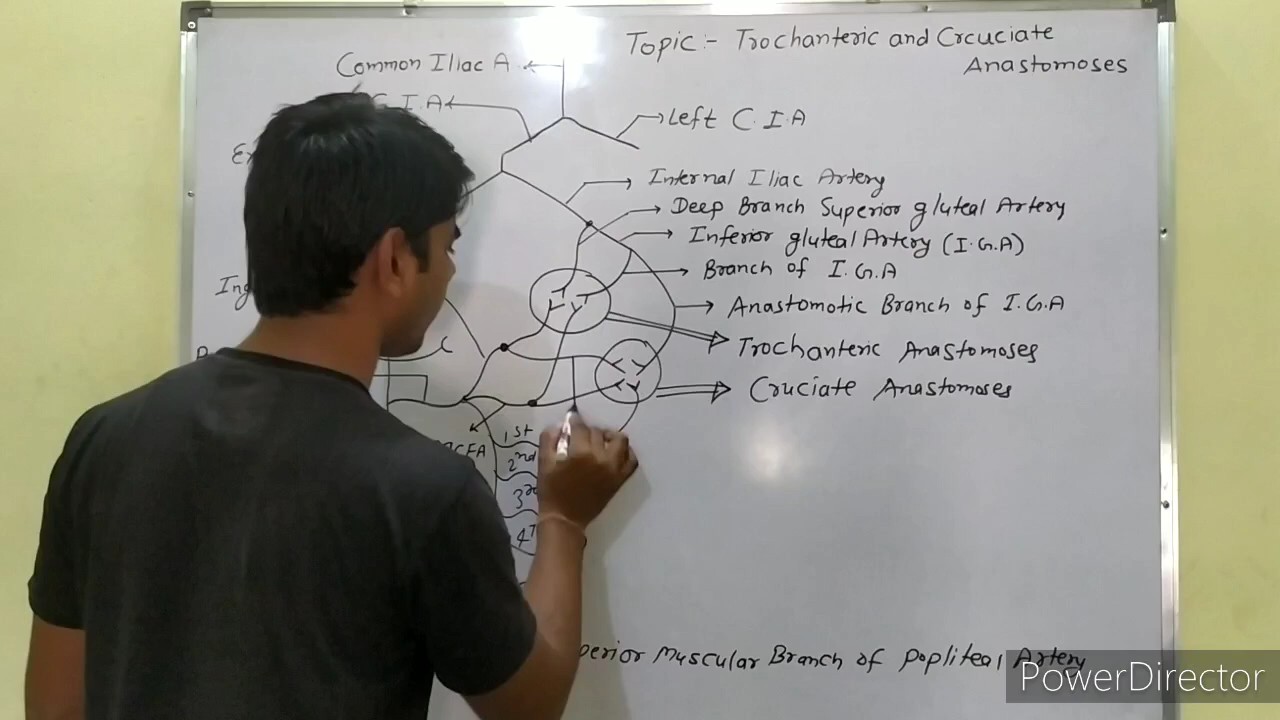 Topic:- Trochanteric and Crcuciate
Anastomoses
Common Iliac A
C.I.A
Left C.I.A
Internal Iliac Artery
Deep Branch Superior gluteal Artery
Inferior gluteal Artery (I.G.A)
Branch of I.G.A
Anastomotic Branch of I.G.A
Trochanteric Anastomoses
Cruciate Anastomoses
1st
2nd
Muscular Branch of Popliteal Artery
PowerDirector